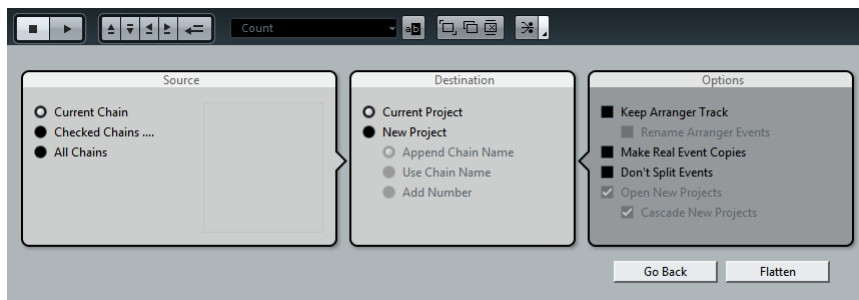 Count
Source
Current Chain
Checked Chains ....
All Chains
Destination
Current Project
New Project
Append Chain Name
Use Chain Name
Add Number
Options
Keep Arranger Track
Rename Arranger Events
Make Real Event Copies
Don't Split Events
Open New Projects
Cascade New Projects
Go Back
Flatten